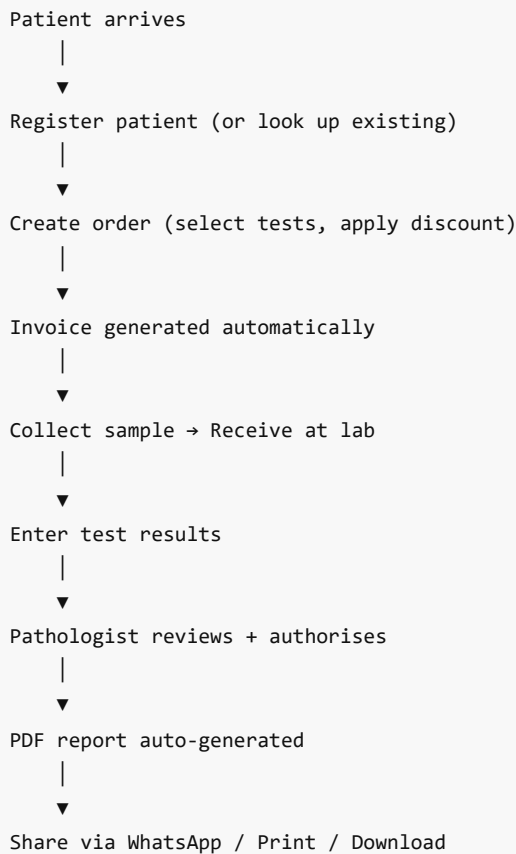 Patient arrives
│
▼
Register patient (or look up existing)
│
▼
Create order (select tests, apply discount)
│
▼
Invoice generated automatically
│
▼
Collect sample → Receive at lab
│
▼
Enter test results
│
▼
Pathologist reviews + authorises
│
▼
PDF report auto-generated
│
▼
Share via WhatsApp / Print / Download